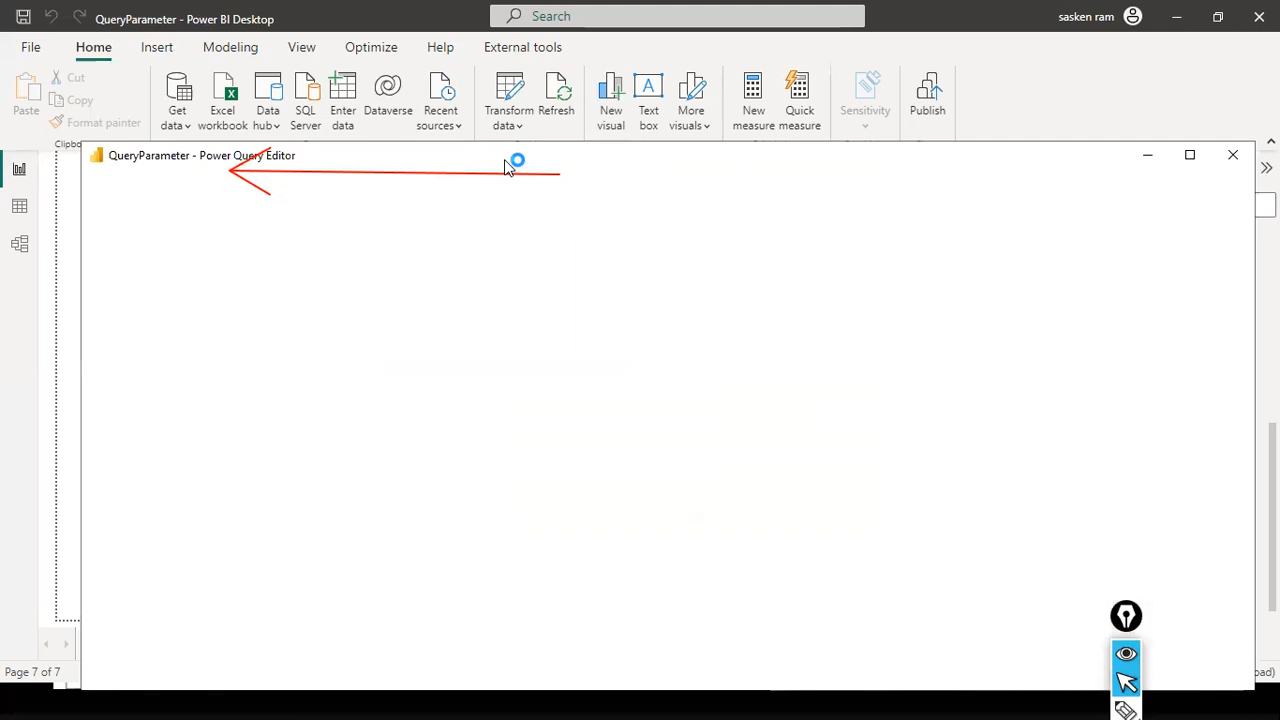 QueryParameter - Power BI Desktop
Search
sasken ram
File Home Insert Modeling View Optimize Help External tools
Paste
Cut
Copy
Format painter
Get data
Excel workbook
Data hub
SQL Server
Enter data
Dataverse
Recent sources
Transform data
Refresh
New visual
Text box
More visuals
New measure
Quick measure
Sensitivity
Publish
QueryParameter - Power Query Editor
Page 7 of 7